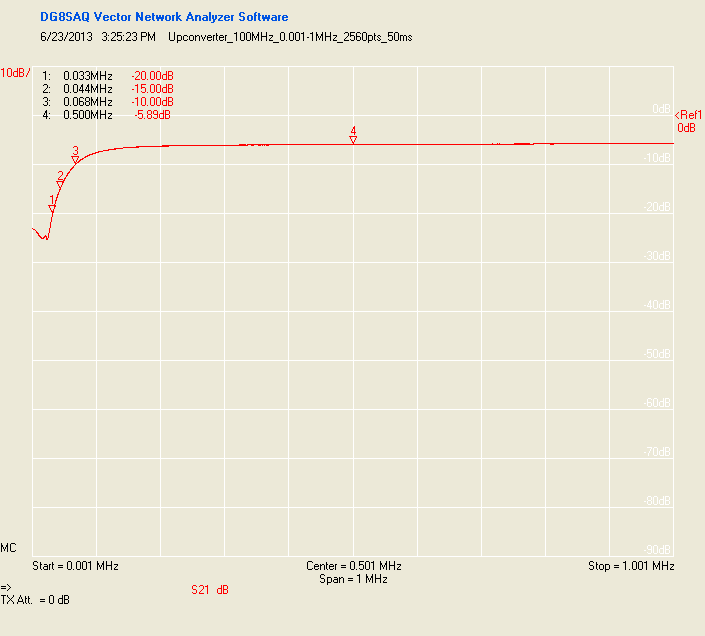 DG8SAQ Vector Network Analyzer Software
6/23/2013 3:25:23 PM Upconverter_100MHz_0.001-1MHz_2560pts_50ms
10dB/
1: 0.033MHz -20.00dB
2: 0.044MHz -15.00dB
3: 0.068MHz -10.00dB
4: 0.500MHz -5.89dB
0dB
<Ref1
0dB
4
3
-10dB
2
1
-20dB
-30dB
-40dB
-50dB
-60dB
-70dB
-80dB
-90dB
MC
Start = 0.001 MHz Center = 0.501 MHz Stop = 1.001 MHz
Span = 1 MHz
=>
S21 dB
TX Att. = 0 dB